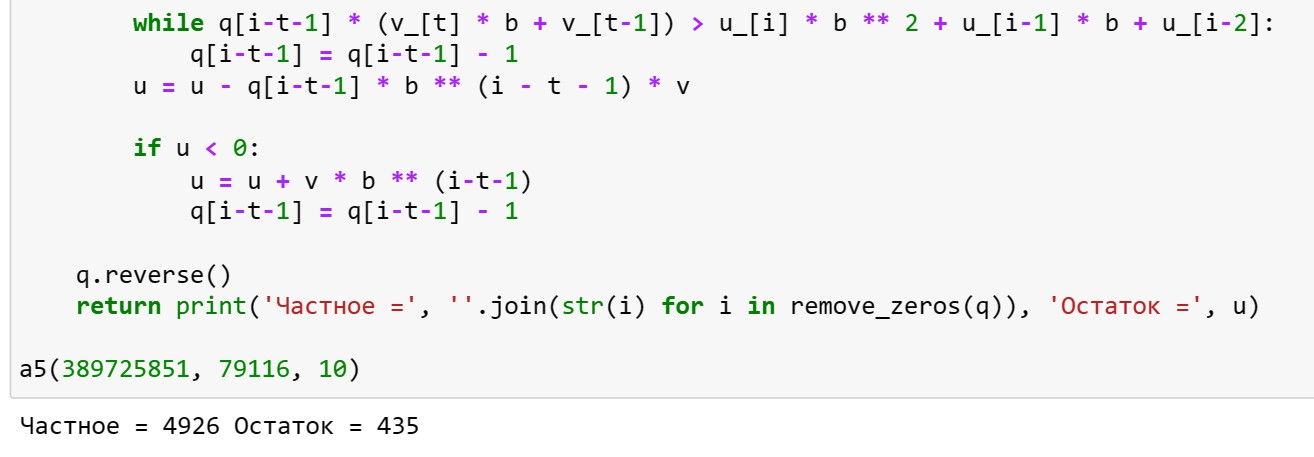 while q[i-t-1] * (v_[t] * b + v_[t-1]) > u_[i] * b ** 2 + u_[i-1] * b + u_[i-2]:
q[i-t-1] = q[i-t-1] - 1
u = u - q[i-t-1] * b ** (i - t - 1) * v
if u < 0:
u = u + v * b ** (i-t-1)
q[i-t-1] = q[i-t-1] - 1
q.reverse()
return print('Частное =', ''.join(str(i) for i in remove_zeros(q)), 'Остаток =', u)
a5(389725851, 79116, 10)
Частное = 4926 Остаток = 435